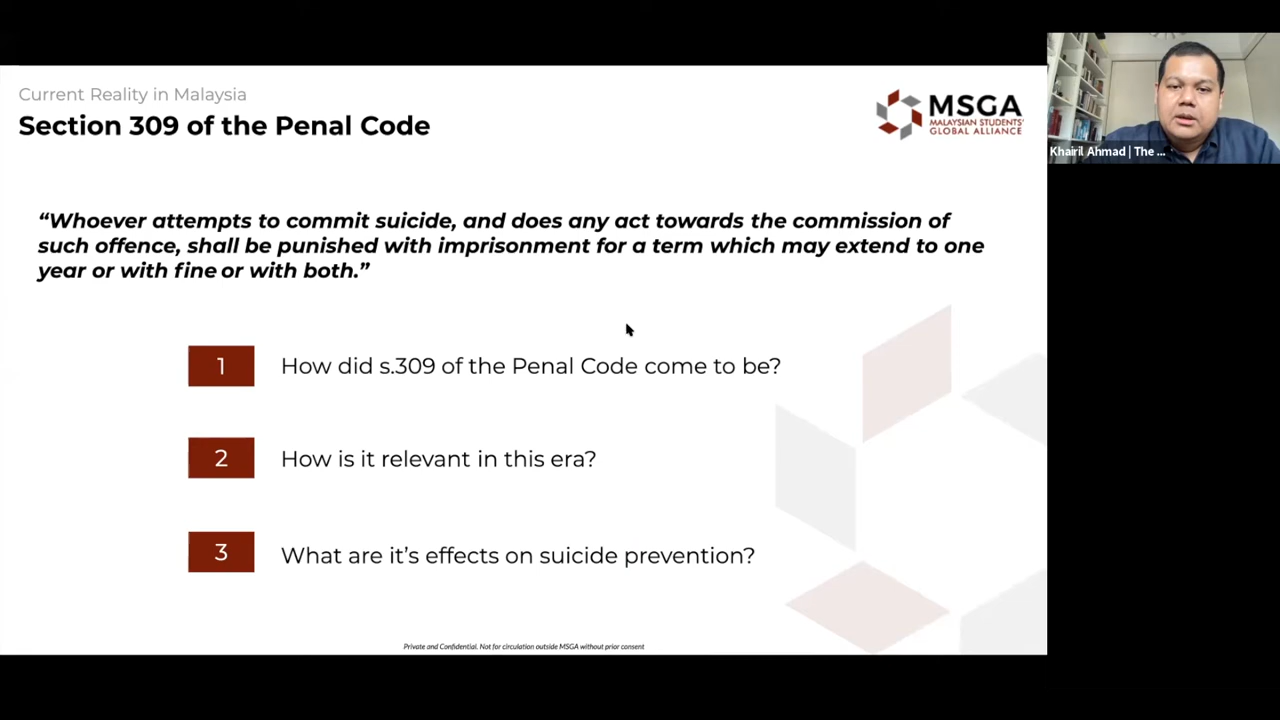 Current Reality in Malaysia
Section 309 of the Penal Code
MSGA
MALAYSIAN STUDENTS'
GLOBAL ALLIANCE
Khairil Ahmad | The ...
“Whoever attempts to commit suicide, and does any act towards the commission of
such offence, shall be punished with imprisonment for a term which may extend to one
year or with fine or with both.”
1 How did s.309 of the Penal Code come to be?
2 How is it relevant in this era?
3 What are it’s effects on suicide prevention?
Private and Confidential. Not for circulation outside MSGA without prior consent